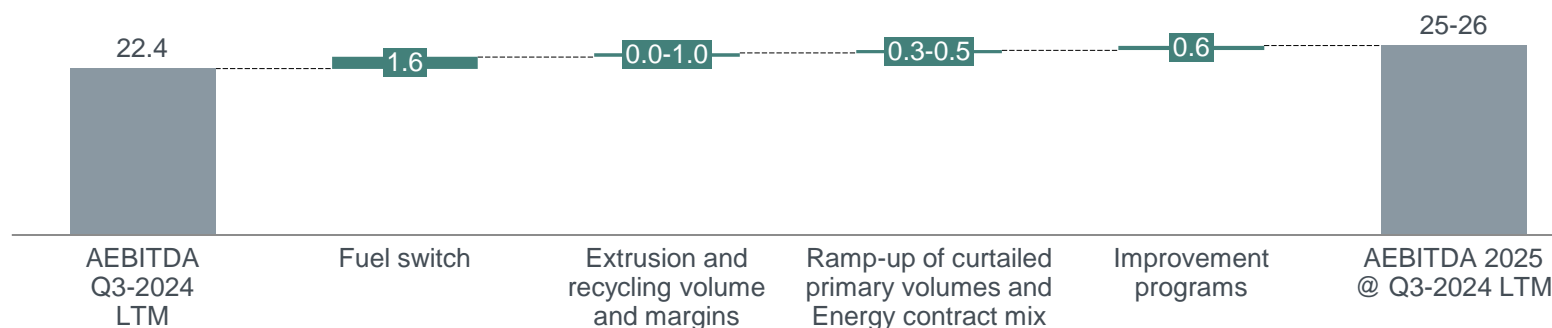 22.4
1.6
0.0-1.0
0.3-0.5
0.6
25-26
AEBITDA
Q3-2024
LTM
Fuel switch
Extrusion and
recycling volume
and margins
Ramp-up of curtailed
primary volumes and
Energy contract mix
Improvement
programs
AEBITDA 2025
@ Q3-2024 LTM